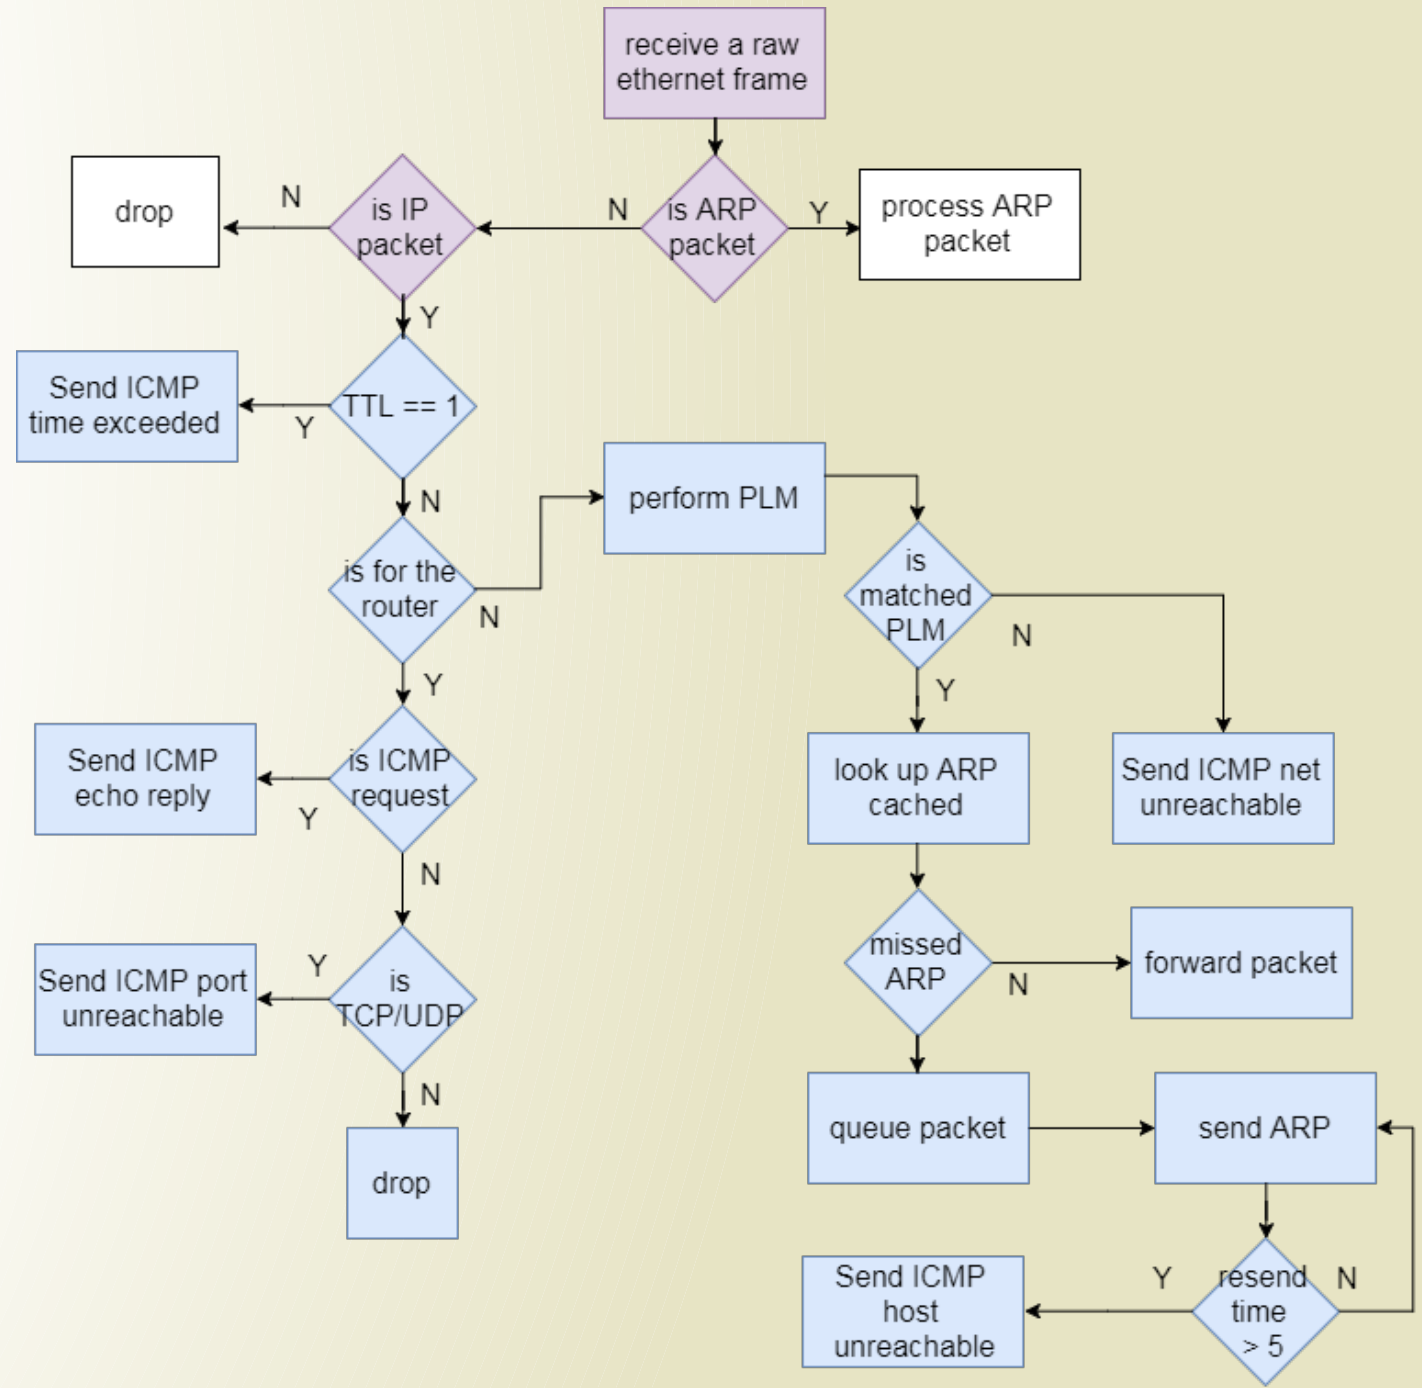 receive a raw
ethernet frame
drop
N
is IP
packet
N
is ARP
packet
Y
process ARP
packet
Y
Send ICMP
time exceeded
Y
TTL == 1
N
perform PLM
is for the
router
N
is
matched
PLM
N
Y
Y
Send ICMP
echo reply
Y
is ICMP
request
look up ARP
cached
Send ICMP net
unreachable
N
missed
ARP
N
forward packet
Send ICMP port
unreachable
Y
is
TCP/UDP
N
queue packet
send ARP
drop
Send ICMP
host
unreachable
Y
resend
time
> 5
N